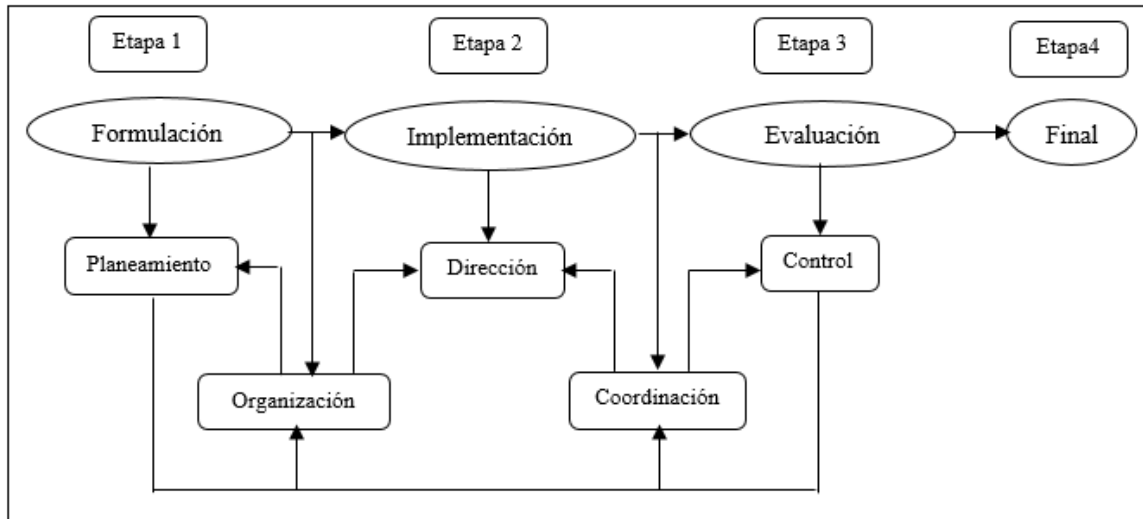 Etapa 1
Etapa 2
Etapa 3
Etapa4
Formulación
Implementación
Evaluación
Final
Planeamiento
Dirección
Control
Organización
Coordinación